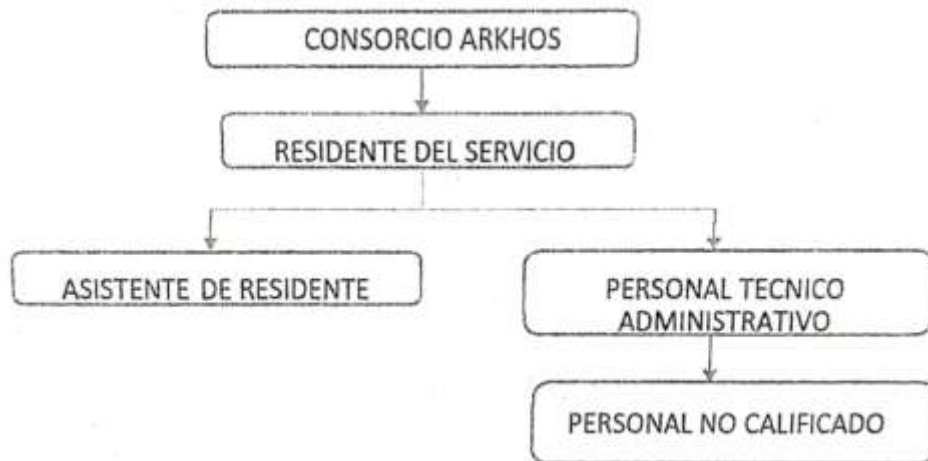 CONSORCIO ARKHOS
RESIDENTE DEL SERVICIO
ASISTENTE DE RESIDENTE
PERSONAL TECNICO
ADMINISTRATIVO
PERSONAL NO CALIFICADO